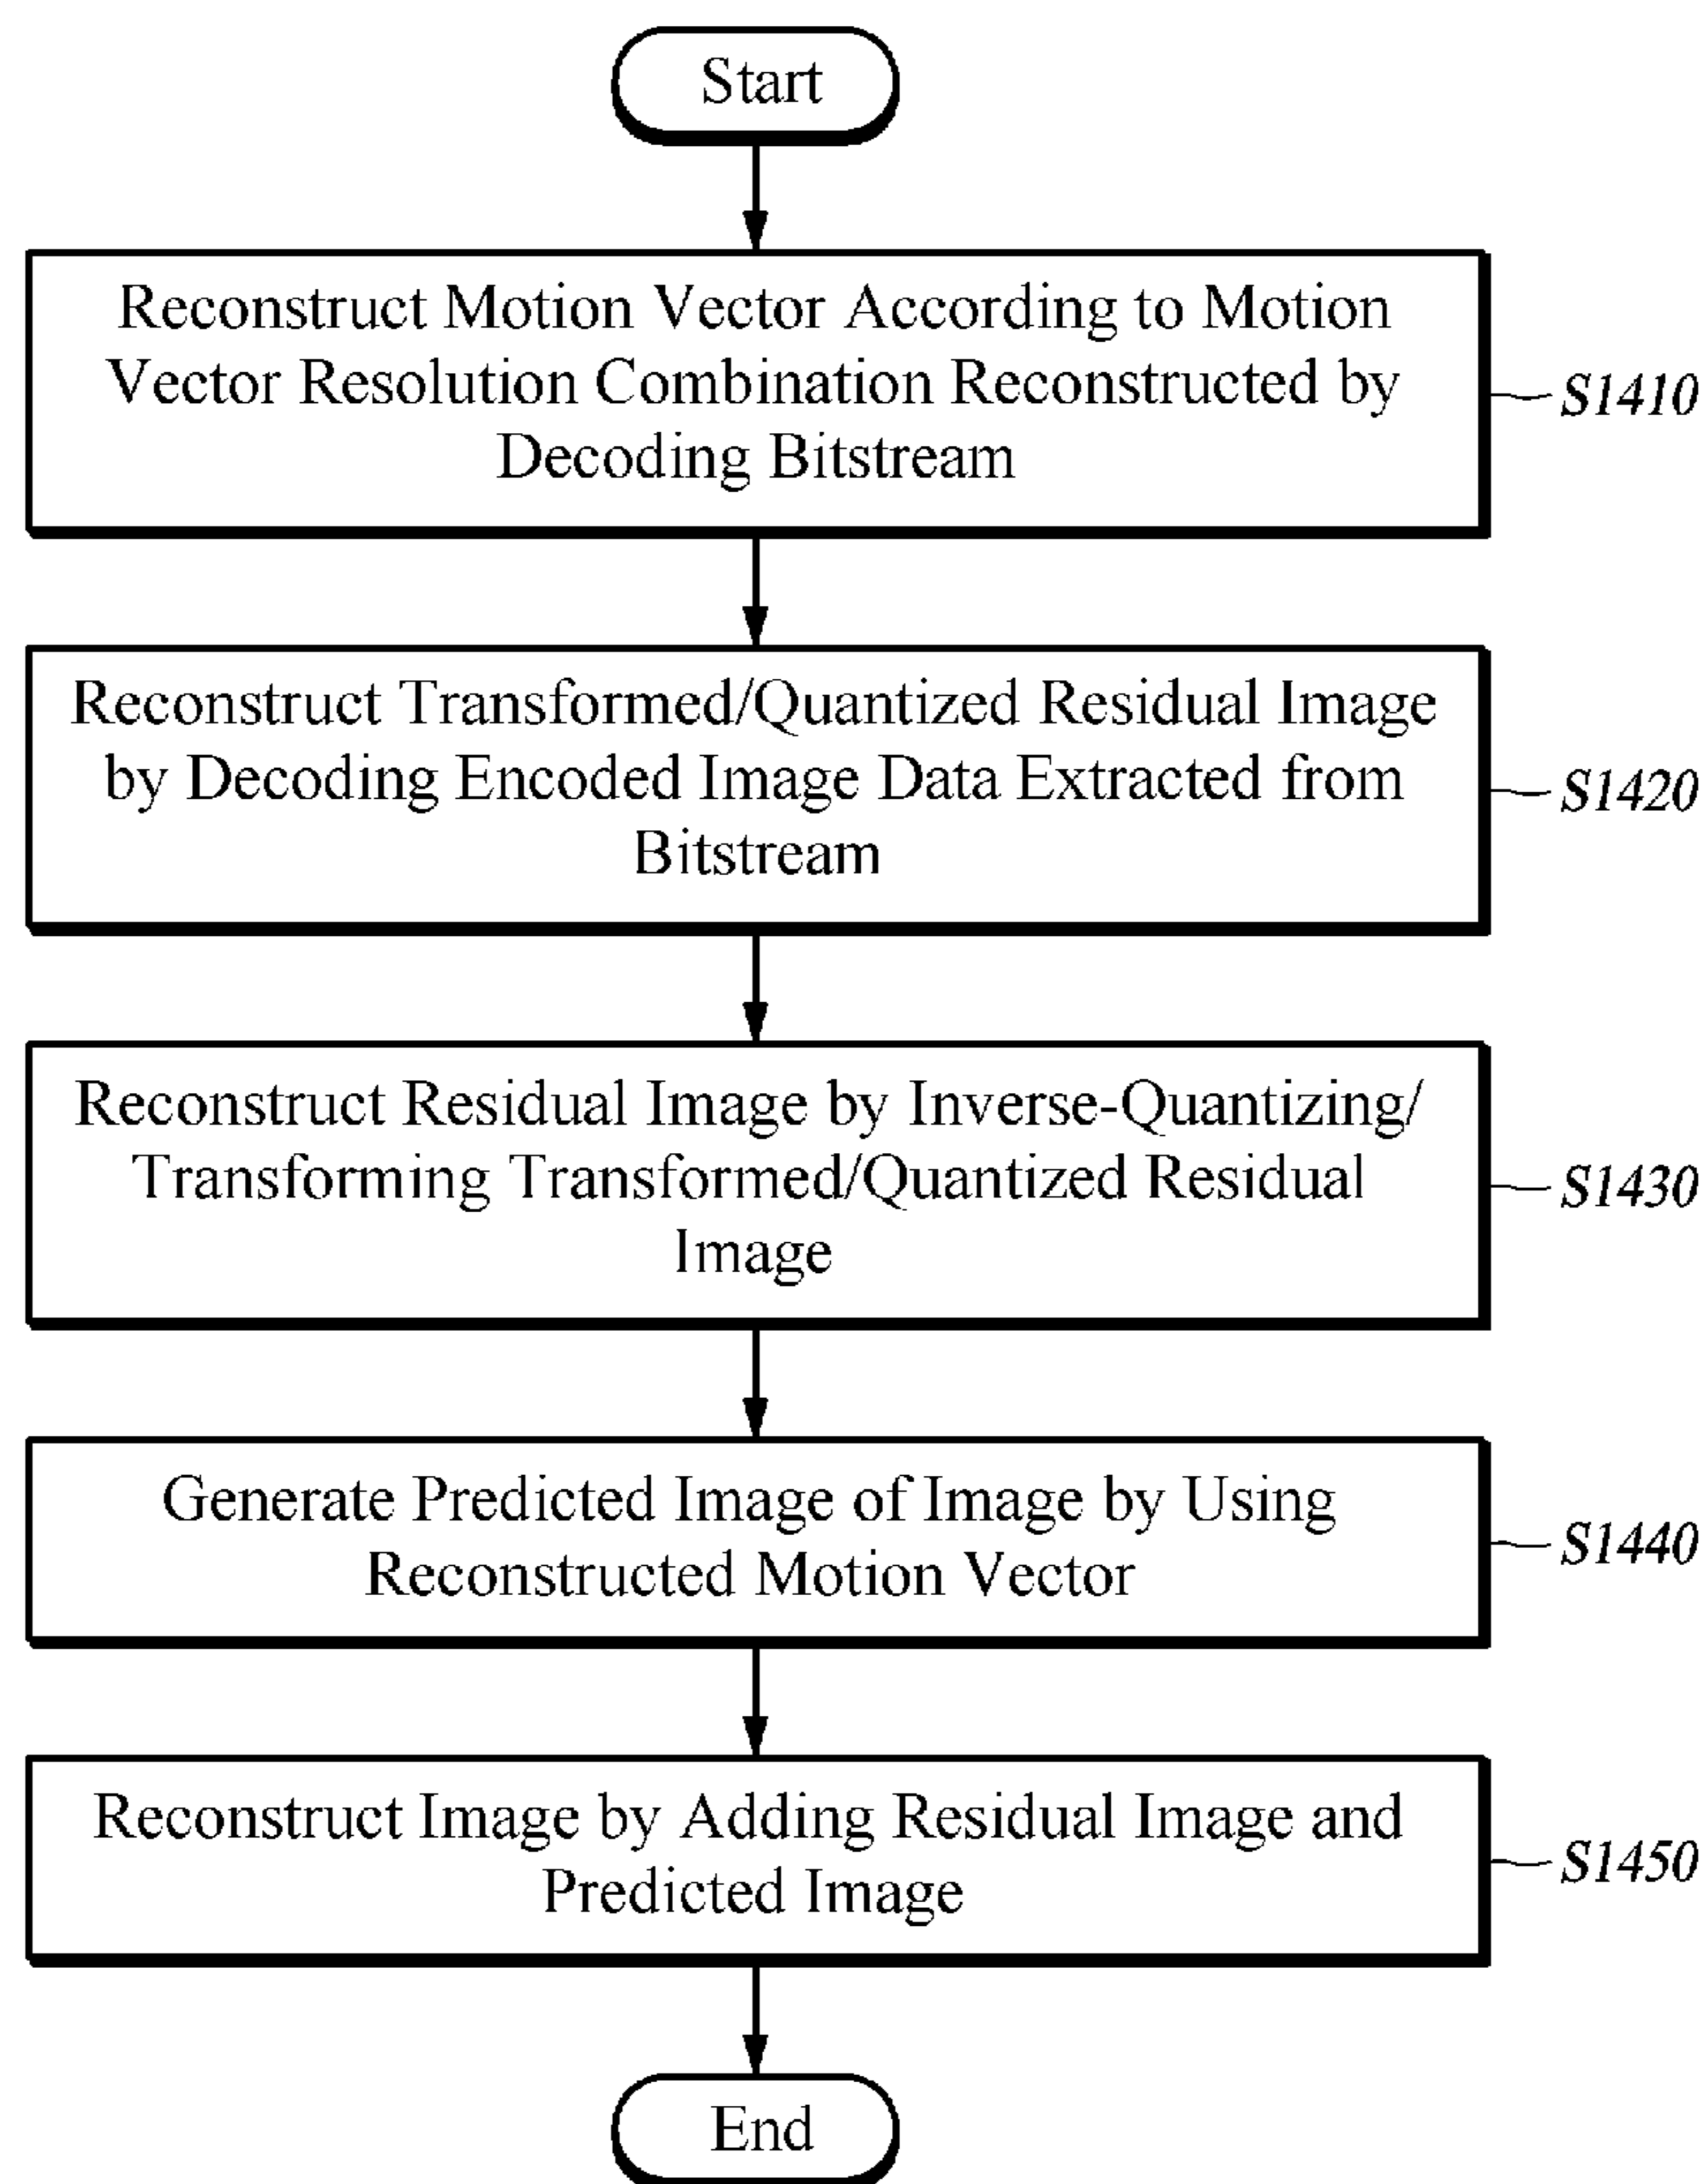 Start
Reconstruct Motion Vector According to Motion
Vector Resolution Combination Reconstructed by
Decoding Bitstream
S1410
Reconstruct Transformed/Quantized Residual Image
by Decoding Encoded Image Data Extracted from
Bitstream
S1420
Reconstruct Residual Image by Inverse-Quantizing/
Transforming Transformed/Quantized Residual
Image
S1430
Generate Predicted Image of Image by Using
Reconstructed Motion Vector
S1440
Reconstruct Image by Adding Residual Image and
Predicted Image
S1450
End